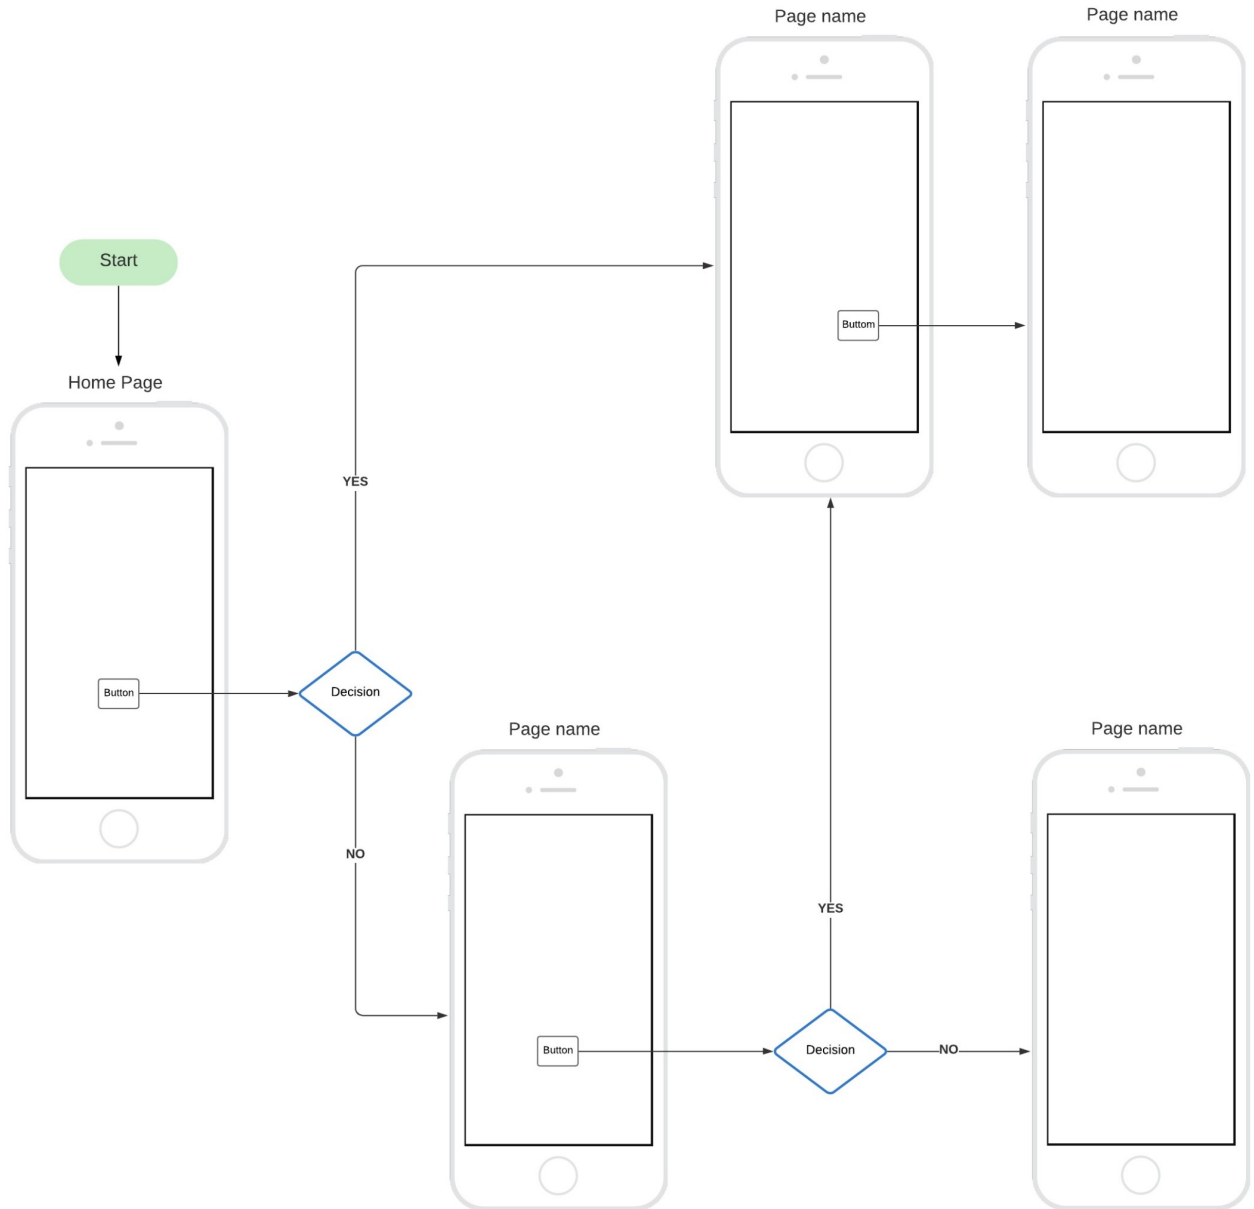 Page name
Page name
Start
Buttom
Home Page
YES
Button
Decision
Page name
Page name
NO
YES
Button
Decision
NO